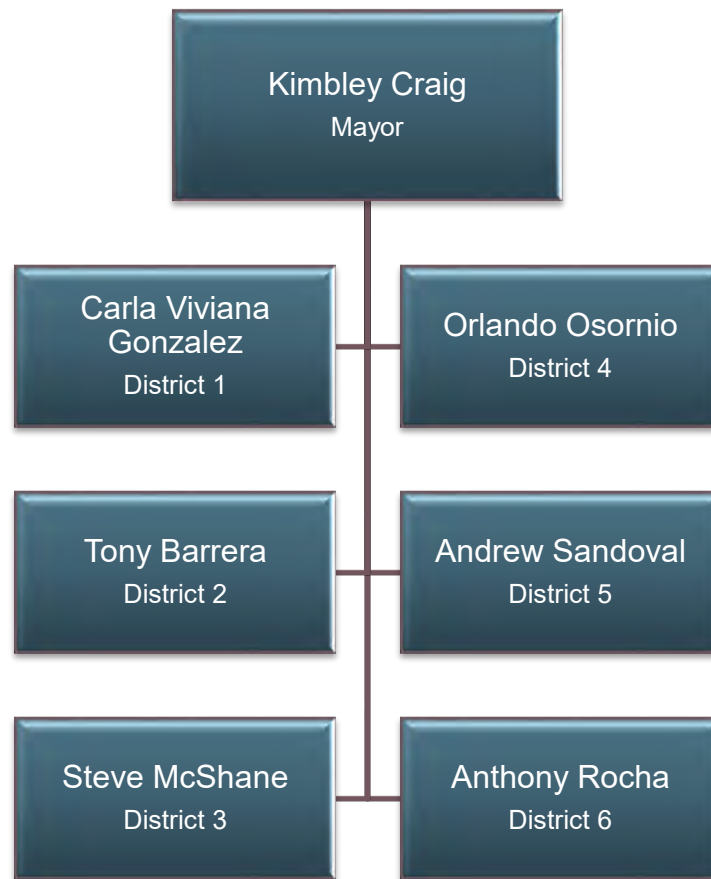 Kimbley Craig
Mayor
Carla Viviana
Gonzalez
District 1
Orlando Osornio
District 4
Tony Barrera
District 2
Andrew Sandoval
District 5
Steve McShane
District 3
Anthony Rocha
District 6